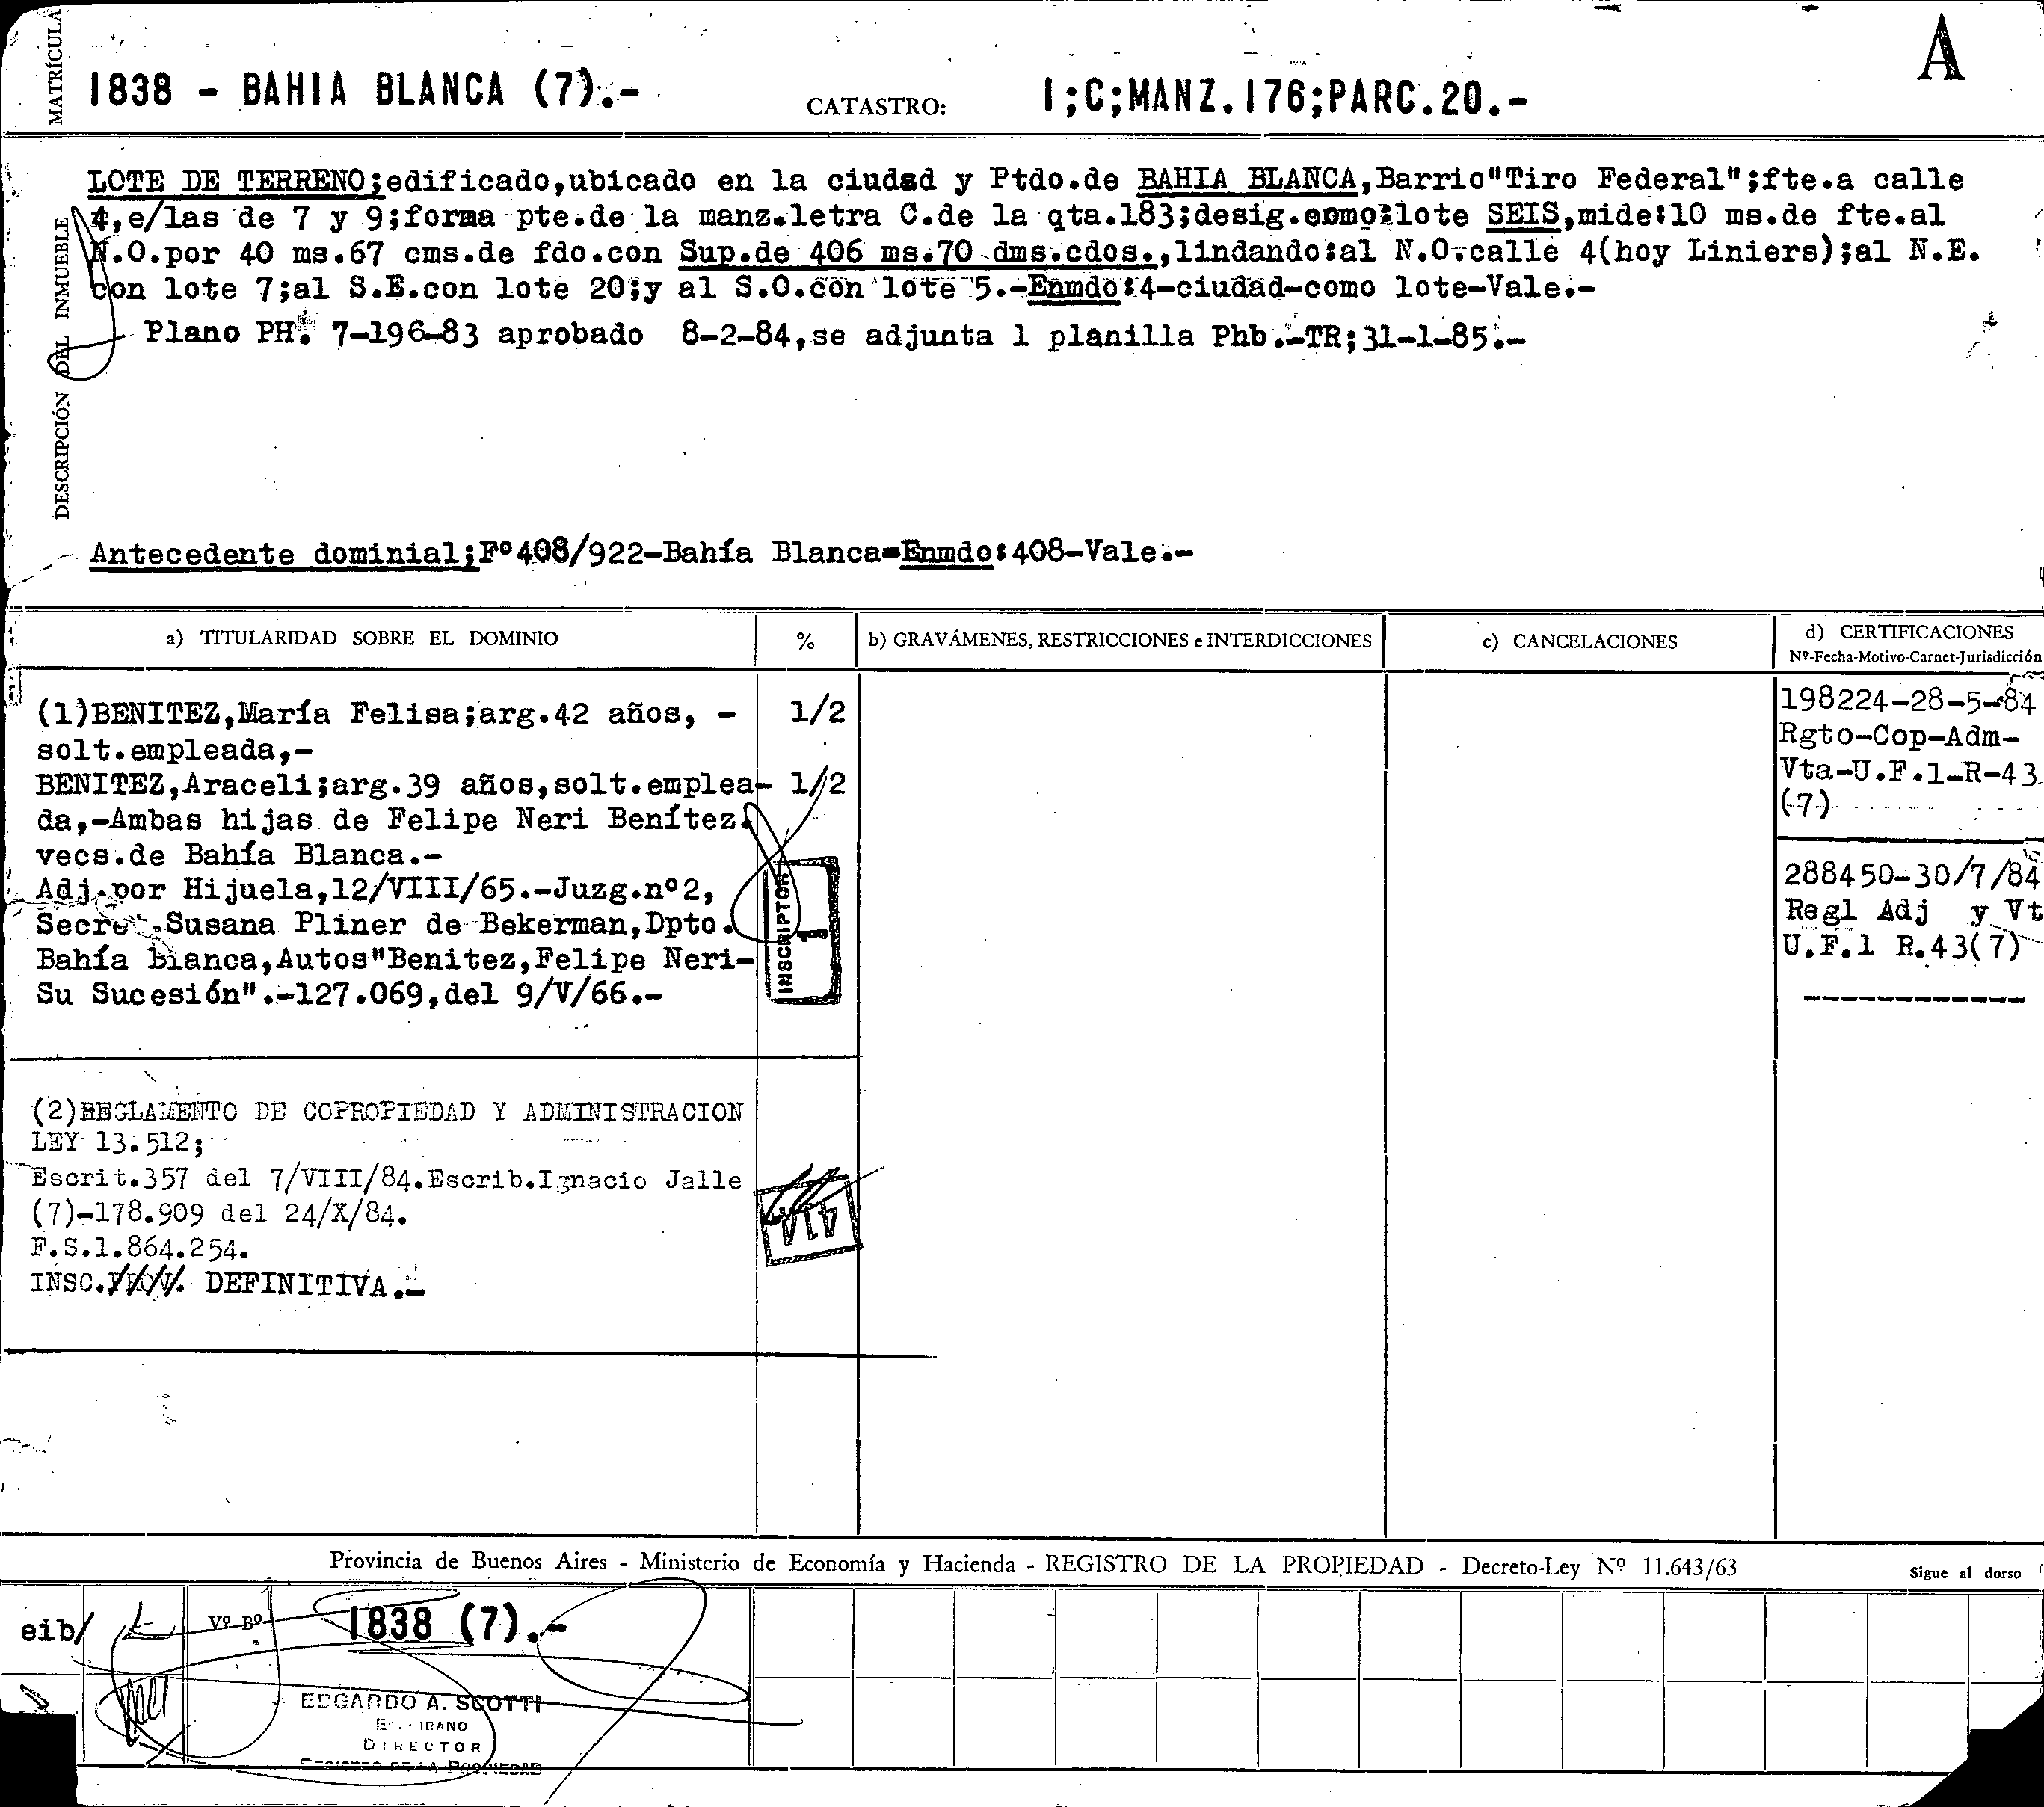 A
MATRÍCULA
1838 - BAHIA BLANCA (7).-
CATASTRO:
I;C;MANZ.176;PARC.20.-
DESCRIPCIÓN DEL INMUEBLE
LOTE DE TERRENO;edificado,ubicado en la ciudad y Ptdo.de BAHIA BLANCA,Barrio"Tiro Federal";fte.a calle
4,e/las de 7 y 9;forma pte.de la manz.letra C.de la qta.183;desig.como:lote SEIS,mide:10 ms.de fte.al
N.O.por 40 ms.67 cms.de fdo.con Sup.de 406 ms.70 dms.cdos.,lindando:al N.O.calle 4(hoy Liniers);al N.E.
con lote 7;al S.E.con lote 20;y al S.O.con lote 5.-Enmdo:4-ciudad-como lote-Vale.-
Plano PH. 7-196-83 aprobado 8-2-84,se adjunta 1 planilla Phb.-TR;31-1-85.-
Antecedente dominial;Fº408/922-Bahía Blanca-Enmdo:408-Vale.-
a) TITULARIDAD SOBRE EL DOMINIO
%
b) GRAVÁMENES, RESTRICCIONES e INTERDICCIONES
c) CANCELACIONES
d) CERTIFICACIONES
Nº-Fecha-Motivo-Carnet-Jurisdicción
(1)BENITEZ,María Felisa;arg.42 años, - 1/2
solt.empleada,-
BENITEZ,Araceli;arg.39 años,solt.emplea- 1/2
da,-Ambas hijas de Felipe Neri Benítez.
vecs.de Bahía Blanca.-
Adj.por Hijuela,12/VIII/65.-Juzg.nº2,
Secret.Susana Pliner de Bekerman,Dpto.
Bahía Blanca,Autos"Benitez,Felipe Neri-
Su Sucesión".-127.069,del 9/V/66.-
INSCRIPTOR
1
(2)REGLAMENTO DE COPROPIEDAD Y ADMINISTRACION
LEY 13.512;
Escrit.357 del 7/VIII/84.Escrib.Ignacio Jalle
(7)-178.909 del 24/X/84.
F.S.1.864.254.
INSC. DEFINITIVA.-
198224-28-5-84
Rgto-Cop-Adm-
Vta-U.F.1-R-43
(7)
288450-30/7/84
Regl Adj y Vt
U.F.1 R.43(7)
Provincia de Buenos Aires - Ministerio de Economía y Hacienda - REGISTRO DE LA PROPIEDAD - Decreto-Ley Nº 11.643/63
Sigue al dorso
eib/
Vº Bº
1838 (7).-
EDGARDO A. SCOTTI
DIRECTOR
REGISTRO DE LA PROPIEDAD